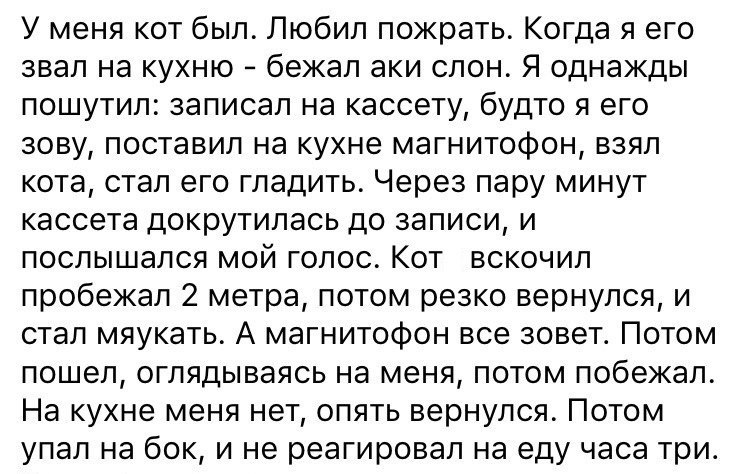 У меня кот был. Любил пожрать. Когда я его
звал на кухню - бежал аки слон. Я однажды
пошутил: записал на кассету, будто я его
зову, поставил на кухне магнитофон, взял
кота, стал его гладить. Через пару минут
кассета докрутилась до записи, и
послышался мой голос. Кот вскочил
пробежал 2 метра, потом резко вернулся, и
стал мяукать. А магнитофон все зовет. Потом
пошел, оглядываясь на меня, потом побежал.
На кухне меня нет, опять вернулся. Потом
упал на бок, и не реагировал на еду часа три.